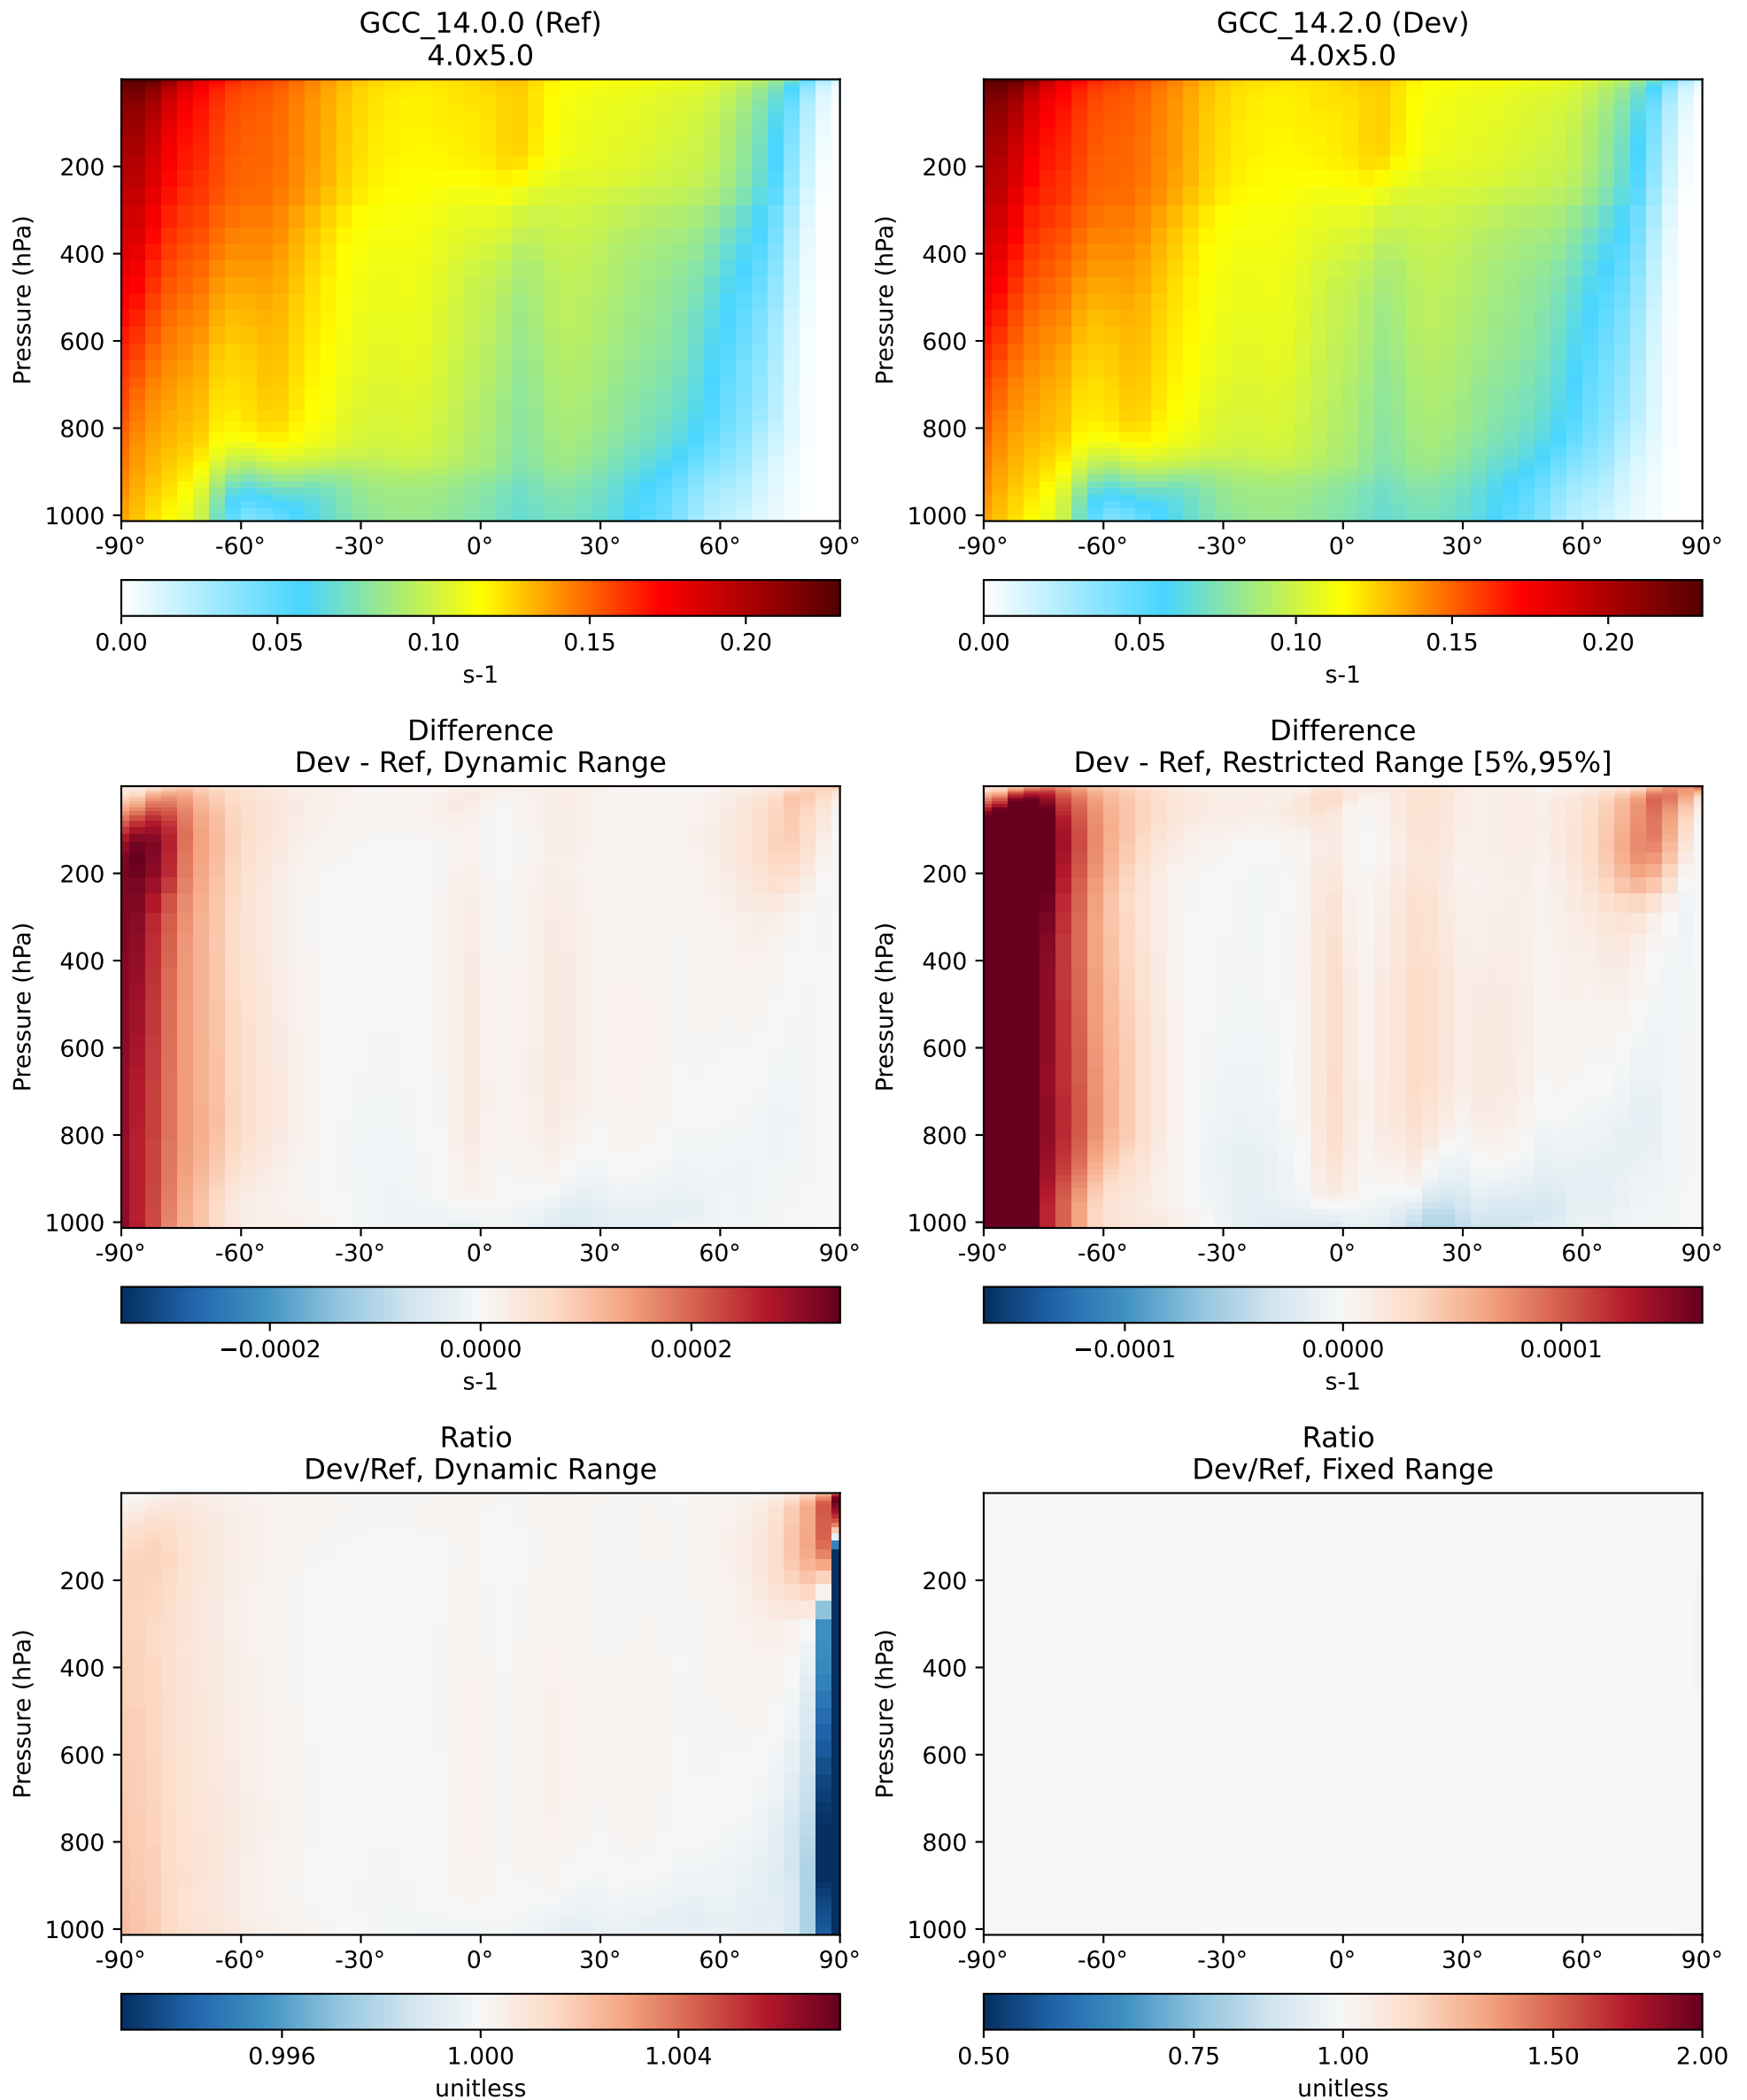 GCC_14.0.0 (Ref)
4.0x5.0
Pressure (hPa)
200
400
600
800
1000
-90° -60° -30° 0° 30° 60° 90°
0.00 0.05 0.10 0.15 0.20
s-1
GCC_14.2.0 (Dev)
4.0x5.0
Pressure (hPa)
200
400
600
800
1000
-90° -60° -30° 0° 30° 60° 90°
0.00 0.05 0.10 0.15 0.20
s-1
Difference
Dev - Ref, Dynamic Range
Pressure (hPa)
200
400
600
800
1000
-90° -60° -30° 0° 30° 60° 90°
−0.0002 0.0000 0.0002
s-1
Difference
Dev - Ref, Restricted Range [5%,95%]
Pressure (hPa)
200
400
600
800
1000
-90° -60° -30° 0° 30° 60° 90°
−0.0001 0.0000 0.0001
s-1
Ratio
Dev/Ref, Dynamic Range
Pressure (hPa)
200
400
600
800
1000
-90° -60° -30° 0° 30° 60° 90°
0.996 1.000 1.004
unitless
Ratio
Dev/Ref, Fixed Range
Pressure (hPa)
200
400
600
800
1000
-90° -60° -30° 0° 30° 60° 90°
0.50 0.75 1.00 1.50 2.00
unitless